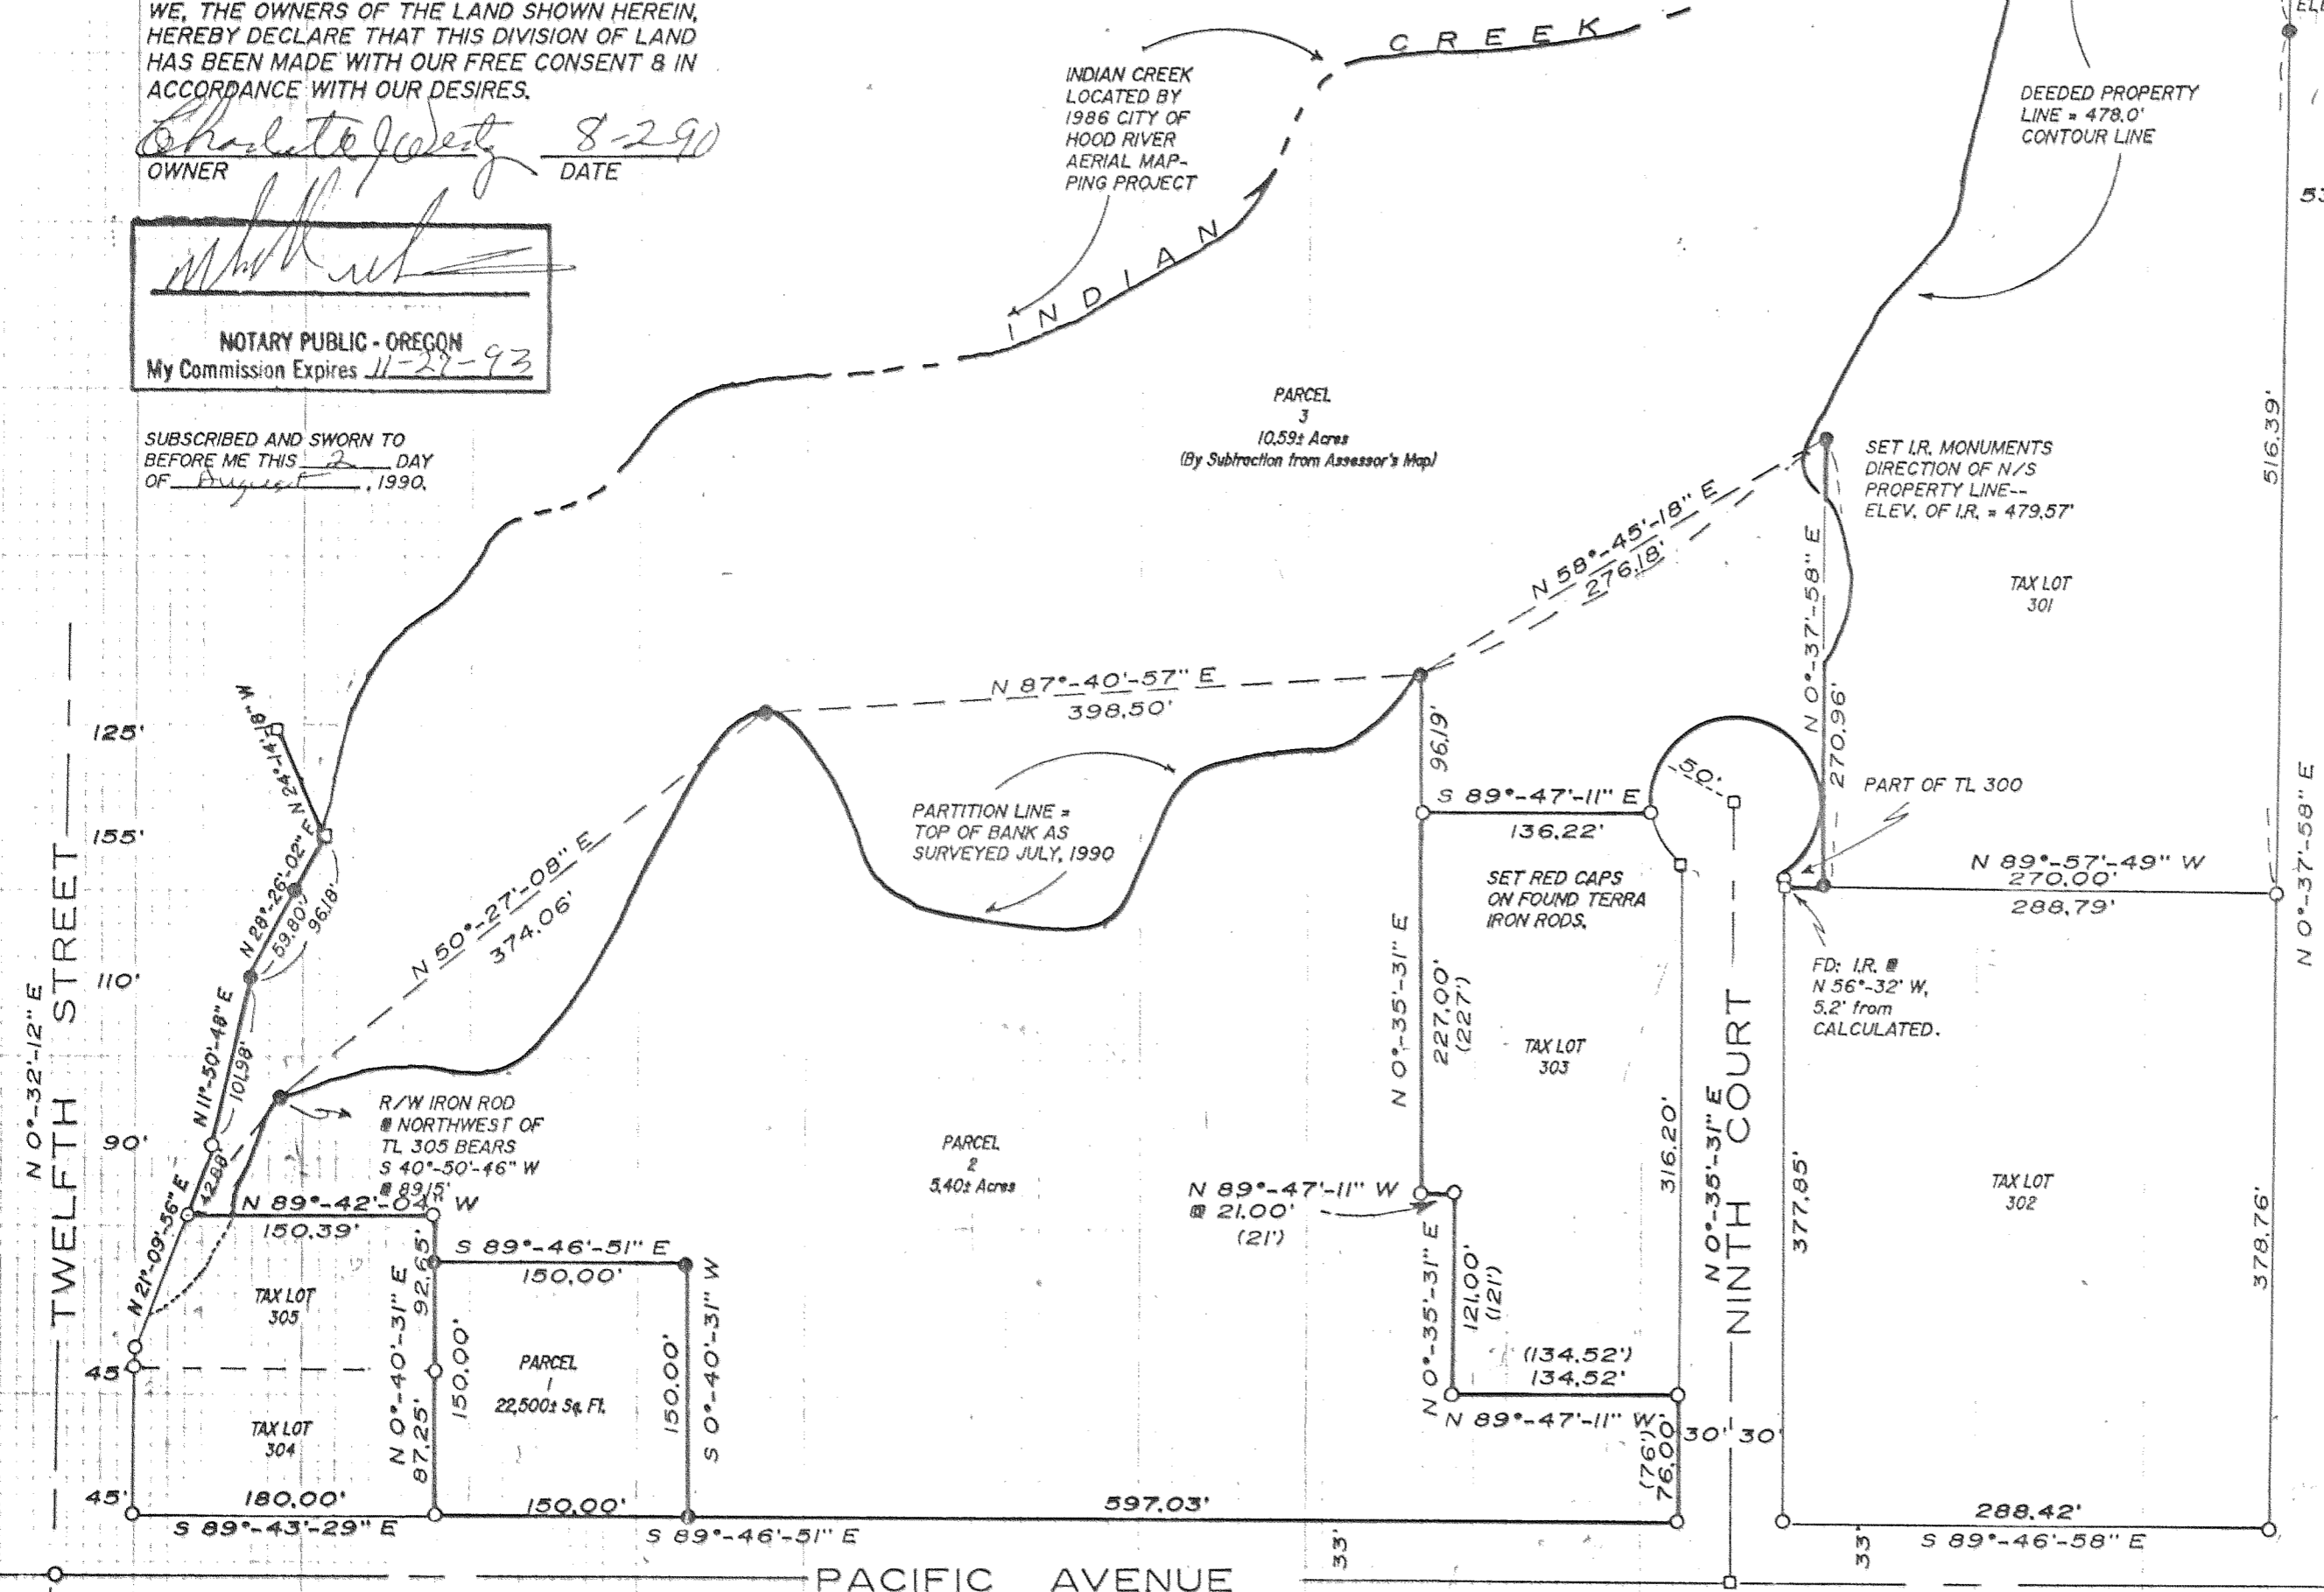 WE, THE OWNERS OF THE LAND SHOWN HEREIN,
HEREBY DECLARE THAT THIS DIVISION OF LAND
HAS BEEN MADE WITH OUR FREE CONSENT & IN
ACCORDANCE WITH OUR DESIRES.
8-2-90
OWNER DATE
NOTARY PUBLIC - OREGON
My Commission Expires 11-27-93
SUBSCRIBED AND SWORN TO
BEFORE ME THIS 2 DAY
OF August, 1990.
INDIAN CREEK
LOCATED BY
1986 CITY OF
HOOD RIVER
AERIAL MAP-
PING PROJECT
INDIAN CREEK
DEEDED PROPERTY
LINE = 478.0'
CONTOUR LINE
PARCEL
3
10.59± Acres
(By Subtraction from Assessor's Map)
SET I.R. MONUMENTS
DIRECTION OF N/S
PROPERTY LINE--
ELEV. OF I.R. = 479.57'
516.39'
N 58°-45'-18" E
276.18'
N 0°-37'-58" E
270.96'
TAX LOT
301
N 87°-40'-57" E
398.50'
96.19'
N 24°-14'-18" W
125'
155'
110'
90'
45'
45'
N 28°-26'-02" E
59.80'
96.18'
N 11°-50'-48" E
101.98'
N 21°-09'-56" E
42.88'
N 0°-32'-12" E
TWELFTH STREET
N 50°-27'-08" E
374.06'
PARTITION LINE =
TOP OF BANK AS
SURVEYED JULY, 1990
S 89°-47'-11" E
136.22'
50'
PART OF TL 300
N 89°-57'-49" W
270.00'
288.79'
N 0°-37'-58" E
SET RED CAPS
ON FOUND TERRA
IRON RODS.
FD: I.R. @
N 56°-32' W,
5.2' from
CALCULATED.
N 0°-35'-31" E
227.00'
(227')
TAX LOT
303
316.20'
N 0°-35'-31" E
NINTH COURT
377.85'
TAX LOT
302
378.76'
R/W IRON ROD
@ NORTHWEST OF
TL 305 BEARS
S 40°-50'-46" W
@ 89.15'
N 89°-42'-04" W
150.39'
PARCEL
2
5.40± Acres
N 89°-47'-11" W
@ 21.00'
(21')
S 89°-46'-51" E
150.00'
92.65'
TAX LOT
305
N 0°-40'-31" E
87.25'
150.00'
PARCEL
1
22,500± Sq. Ft.
150.00'
S 0°-40'-31" W
N 0°-35'-31" E
121.00'
(121')
(134.52')
134.52'
N 89°-47'-11" W
(76')
76.00'
30' 30'
TAX LOT
304
180.00'
S 89°-43'-29" E
150.00'
597.03'
S 89°-46'-51" E
33'
33'
288.42'
S 89°-46'-58" E
PACIFIC AVENUE